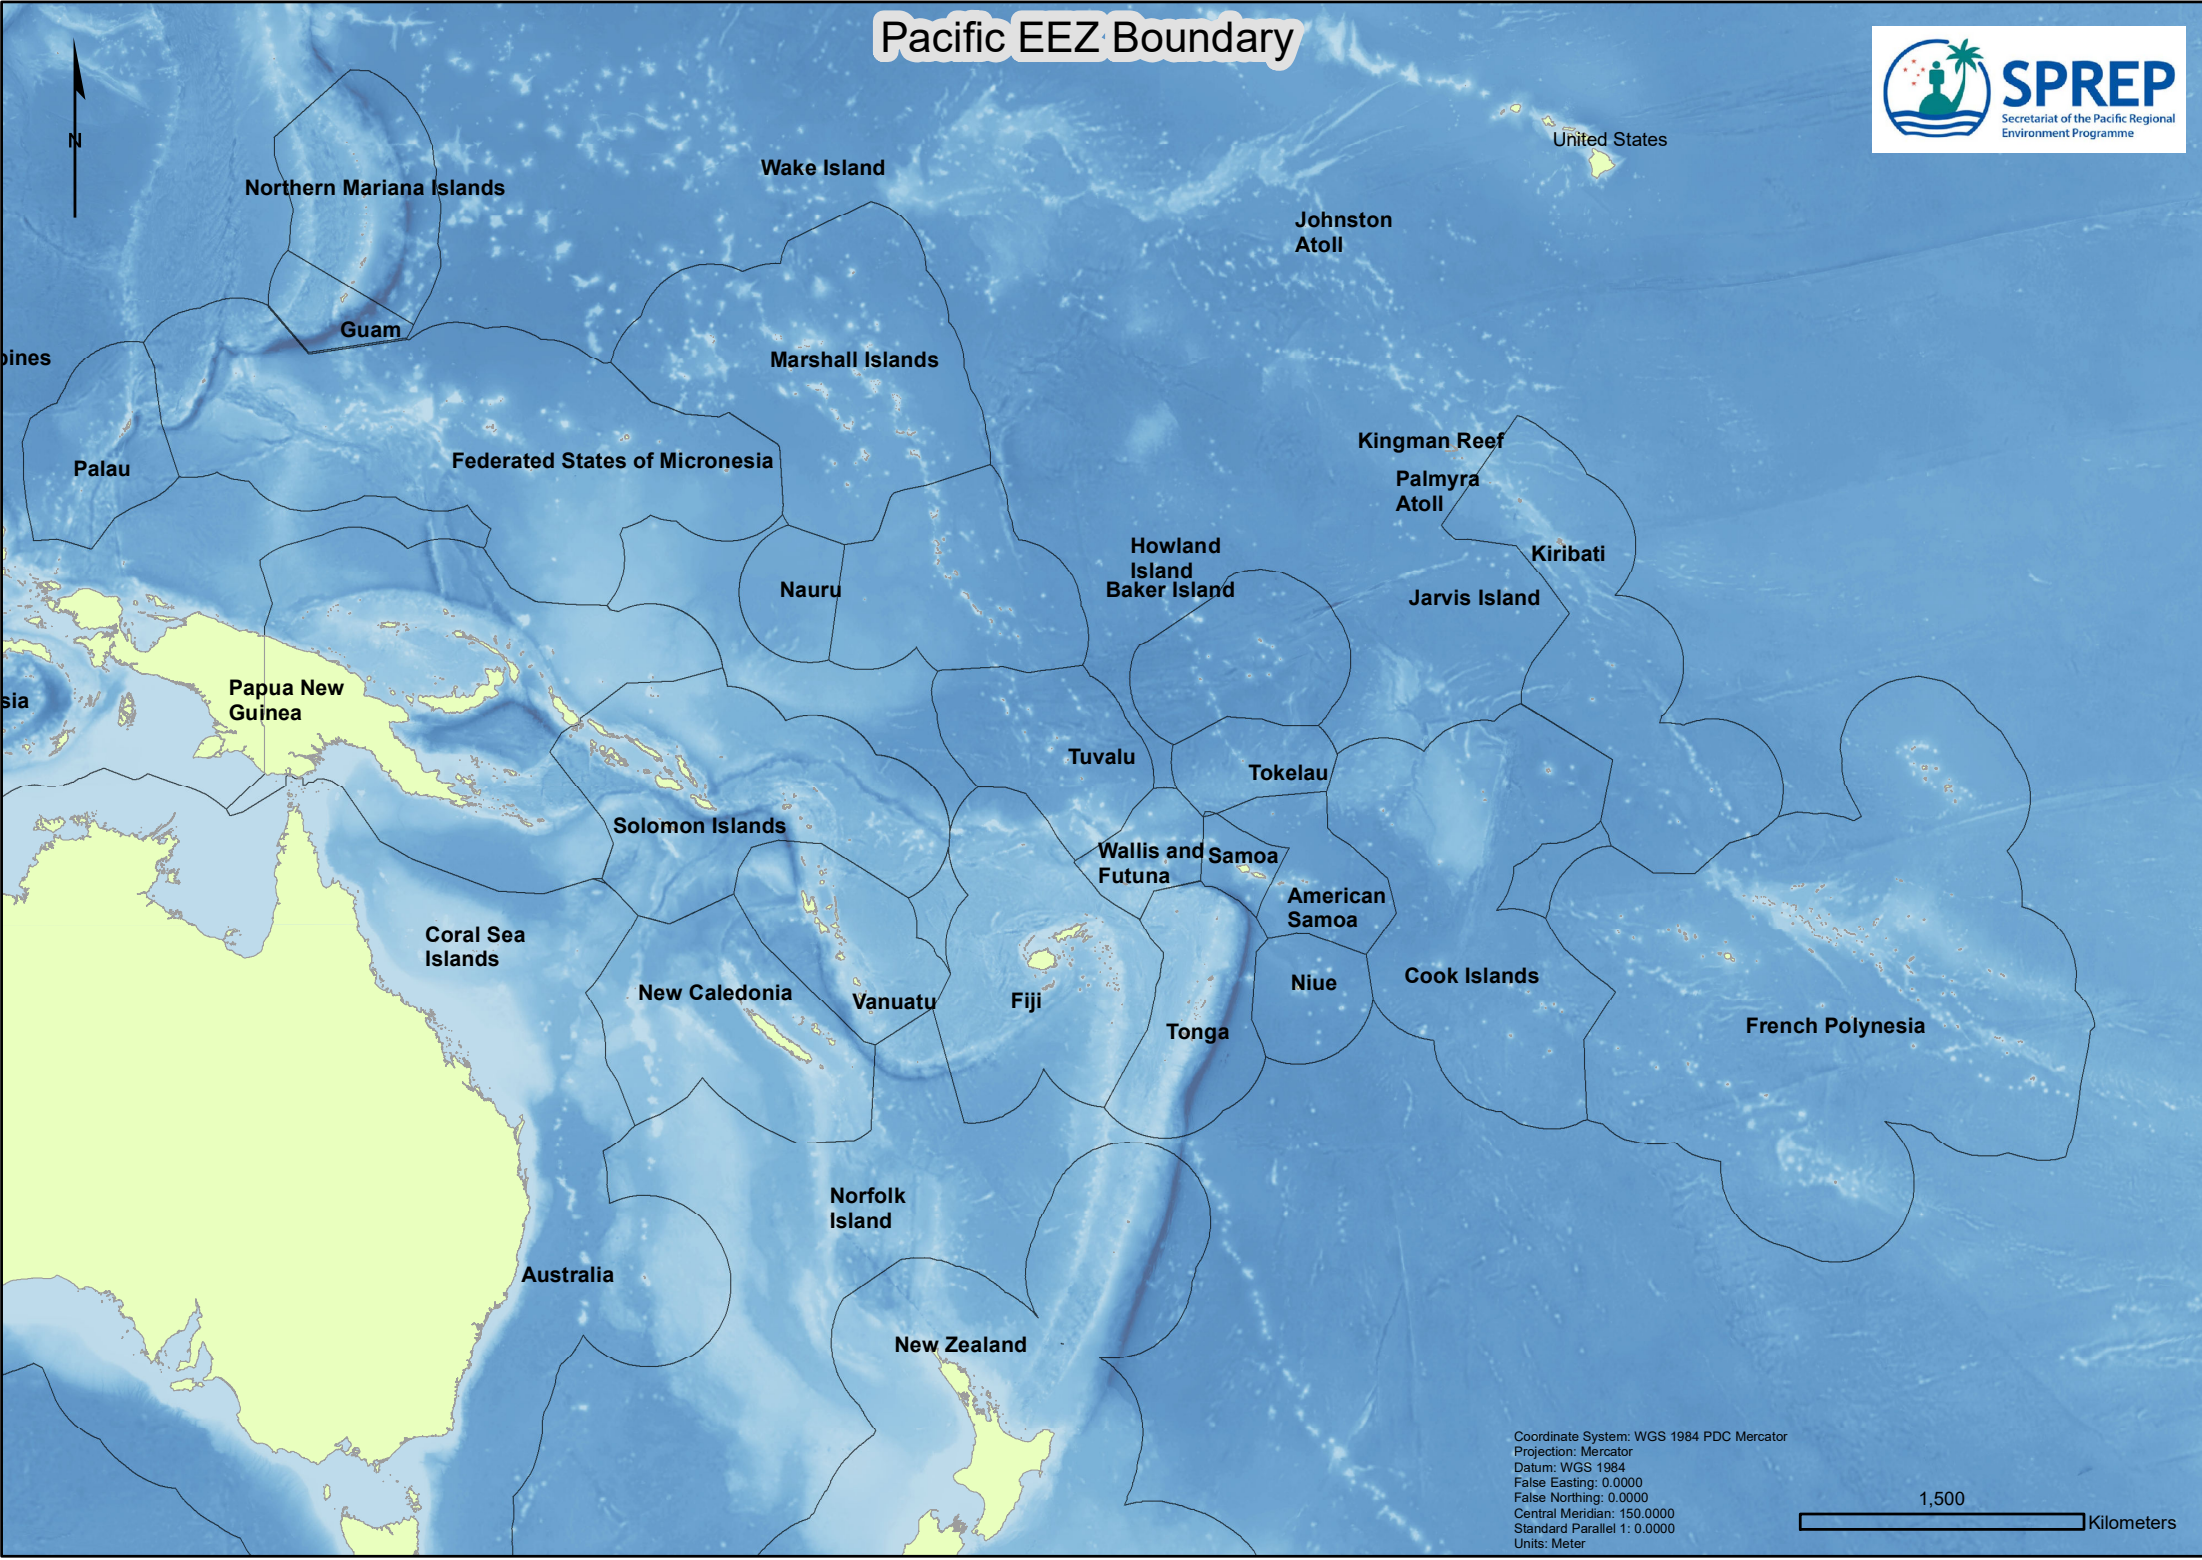 Pacific EEZ Boundary
SPREP
Secretariat of the Pacific Regional
Environment Programme
N
United States
Wake Island
Northern Mariana Islands
Johnston
Atoll
Guam
pines
Marshall Islands
Kingman Reef
Federated States of Micronesia
Palau
Palmyra
Atoll
Howland
Island
Kiribati
Nauru
Baker Island
Jarvis Island
Papua New
Guinea
sia
Tuvalu
Tokelau
Solomon Islands
Wallis and
Futuna
Samoa
American
Samoa
Coral Sea
Islands
New Caledonia
Vanuatu
Fiji
Niue
Cook Islands
Tonga
French Polynesia
Norfolk
Island
Australia
New Zealand
Coordinate System: WGS 1984 PDC Mercator
Projection: Mercator
Datum: WGS 1984
False Easting: 0.0000
False Northing: 0.0000
Central Meridian: 150.0000
Standard Parallel 1: 0.0000
Units: Meter
1,500
Kilometers